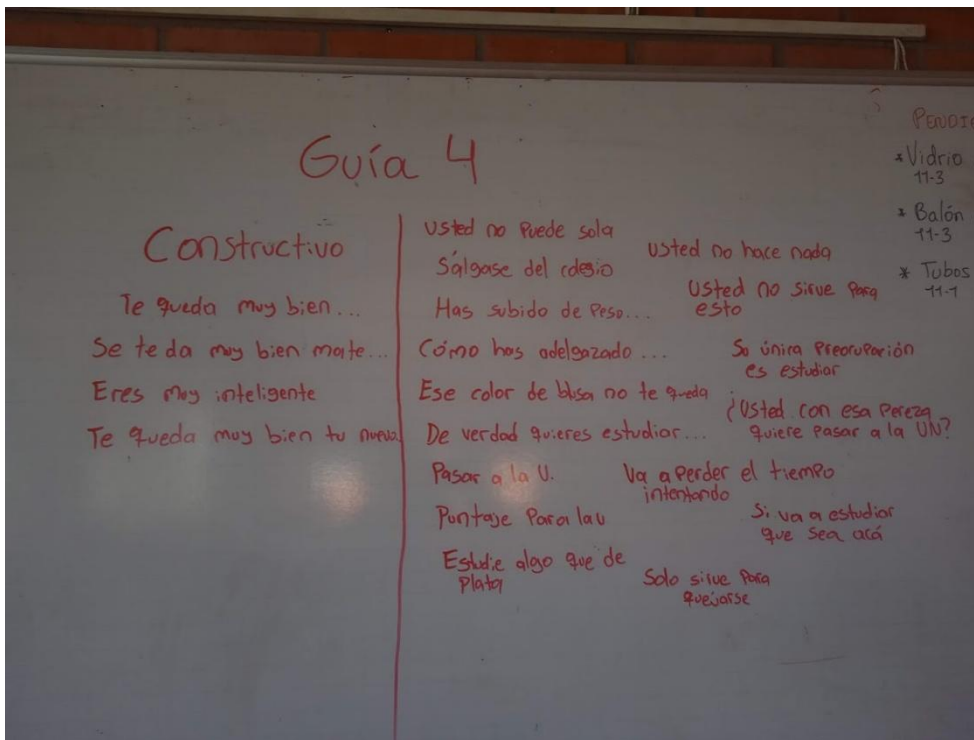 Guía 4
Constructivo
Te queda muy bien...
Se te da muy bien mate...
Eres muy inteligente
Te queda muy bien tu nueva
Usted no Puede sola
Sálgase del colegio
Has subido de Peso...
Cómo has adelgazado ...
Ese color de blusa no te queda
De verdad quieres estudiar...
Pasar a la U.
Puntaje Para la U
Estudie algo que de
Plata
Usted no hace nada
Usted no sirve para
esto
Su única Preocupación
es estudiar
¿Usted con esa Pereza
quiere Pasar a la UN?
Va a Perder el tiempo
intentando
Si va a estudiar
que sea acá
Solo sirve Para
quejarse
* Vidrio
11-3
* Balón
11-3
* Tubos
11-1